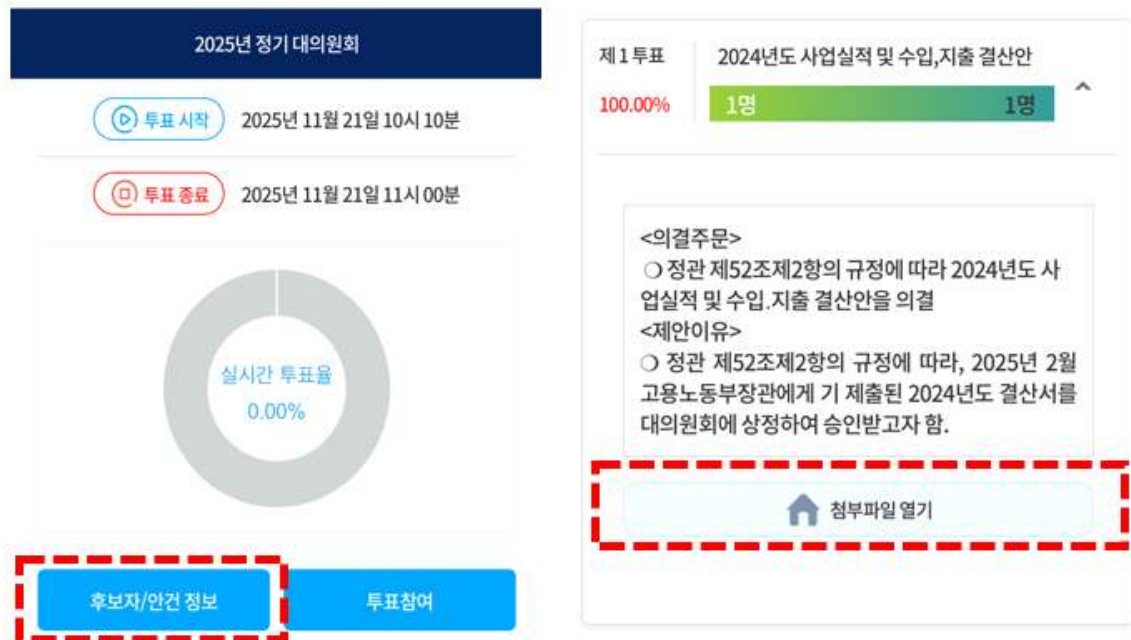 2025년 정기 대의원회
투표 시작 2025년 11월 21일 10시 10분
투표 종료 2025년 11월 21일 11시 00분
실시간 투표율
0.00%
후보자/안건 정보
투표참여
제 1 투표 2024년도 사업실적 및 수입,지출 결산안
100.00% 1명 1명
<의결주문>
❍ 정관 제52조제2항의 규정에 따라 2024년도 사
업실적 및 수입.지출 결산안을 의결
<제안이유>
❍ 정관 제52조제2항의 규정에 따라, 2025년 2월
고용노동부장관에게 기 제출된 2024년도 결산서를
대의원회에 상정하여 승인받고자 함.
첨부파일 열기